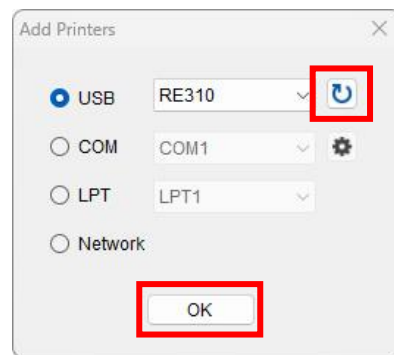 Add Printers
USB RE310
COM COM1
LPT LPT1
Network
OK